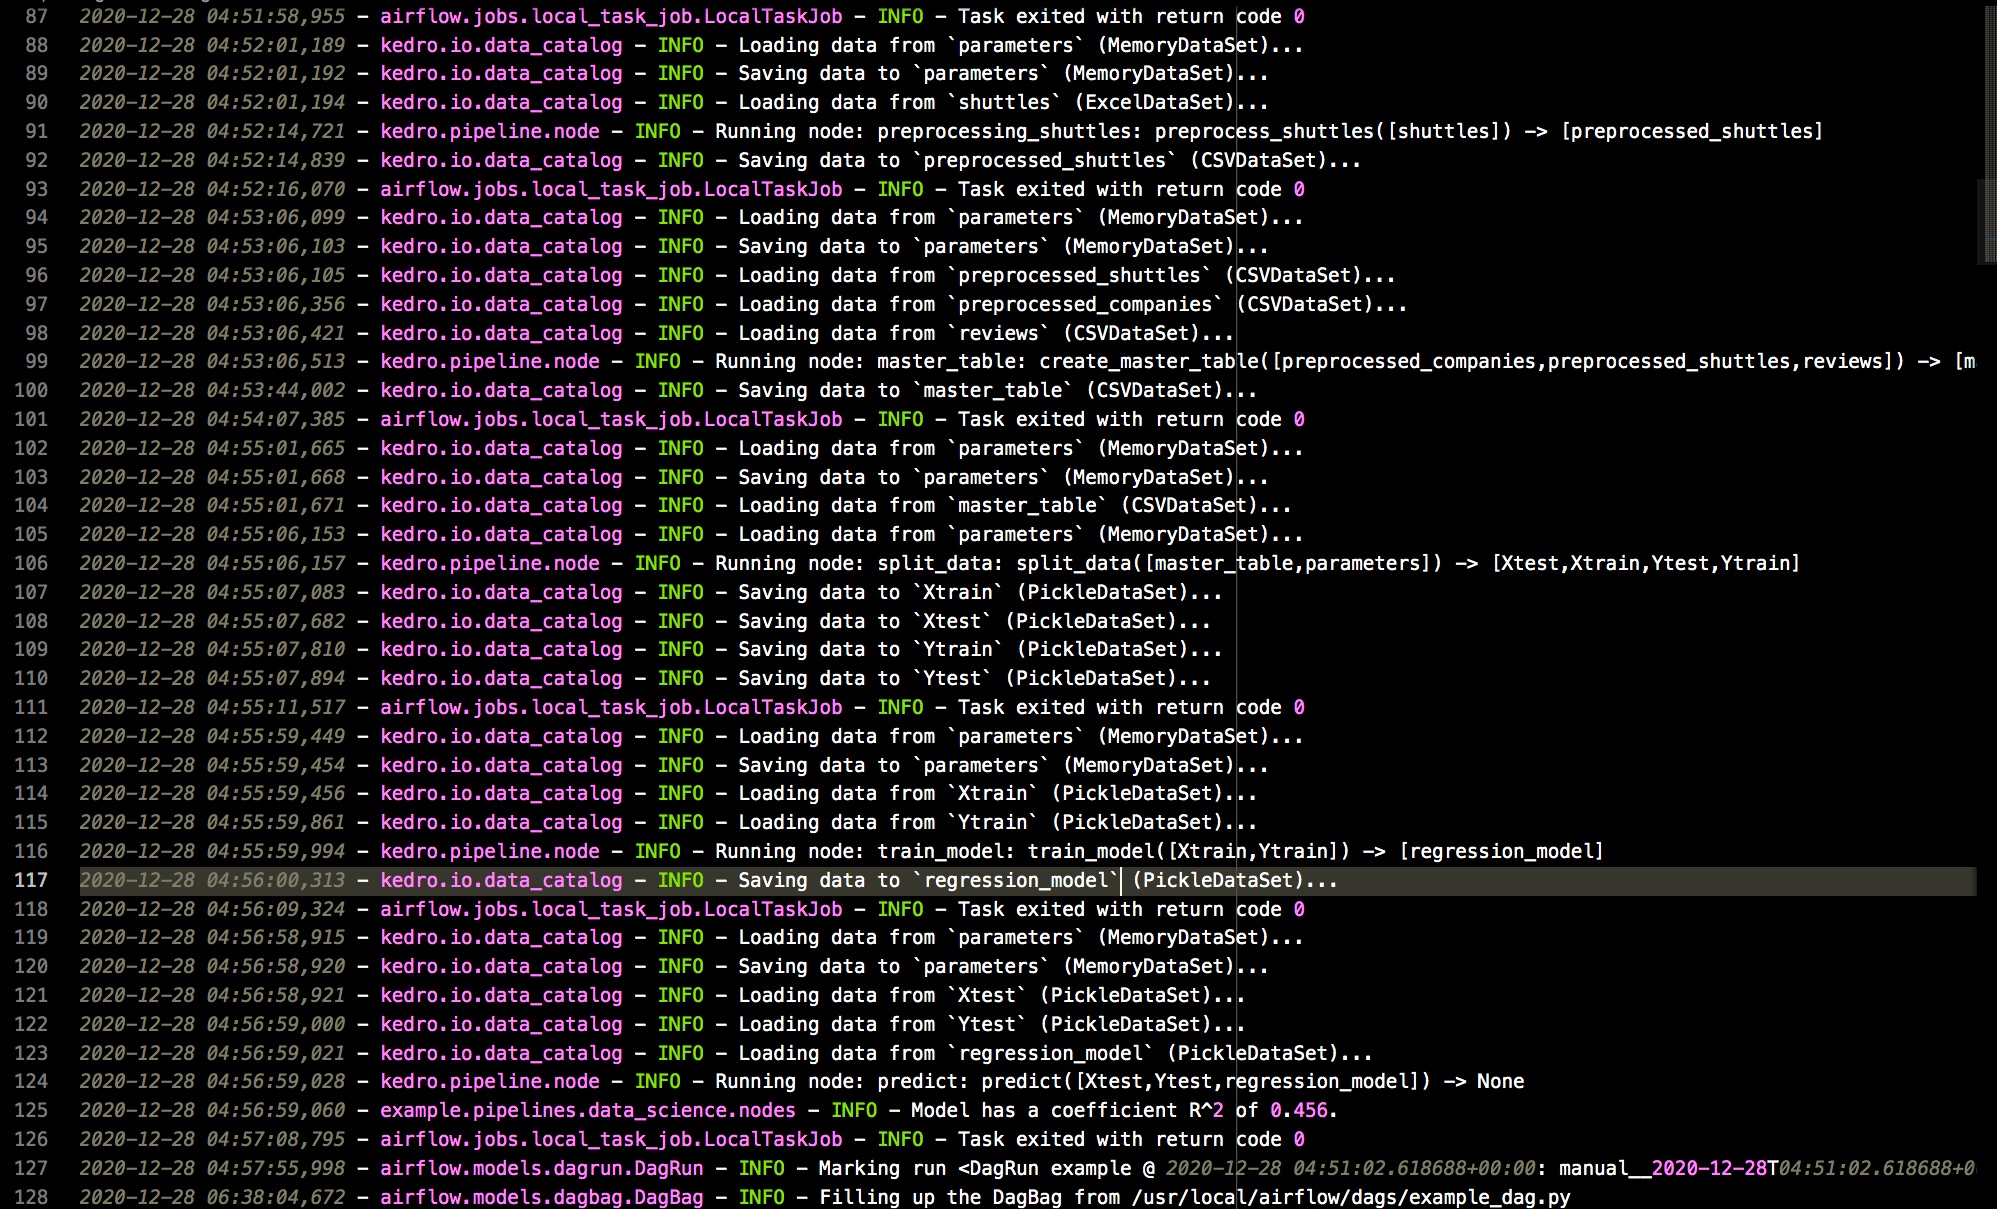 87 2020-12-28 04:51:58,955 - airflow.jobs.local_task_job.LocalTaskJob - INFO - Task exited with return code 0
88 2020-12-28 04:52:01,189 - kedro.io.data_catalog - INFO - Loading data from `parameters` (MemoryDataSet)...
89 2020-12-28 04:52:01,192 - kedro.io.data_catalog - INFO - Saving data to `parameters` (MemoryDataSet)...
90 2020-12-28 04:52:01,194 - kedro.io.data_catalog - INFO - Loading data from `shuttles` (ExcelDataSet)...
91 2020-12-28 04:52:14,721 - kedro.pipeline.node - INFO - Running node: preprocessing_shuttles: preprocess_shuttles([shuttles]) -> [preprocessed_shuttles]
92 2020-12-28 04:52:14,839 - kedro.io.data_catalog - INFO - Saving data to `preprocessed_shuttles` (CSVDataSet)...
93 2020-12-28 04:52:16,070 - airflow.jobs.local_task_job.LocalTaskJob - INFO - Task exited with return code 0
94 2020-12-28 04:53:06,099 - kedro.io.data_catalog - INFO - Loading data from `parameters` (MemoryDataSet)...
95 2020-12-28 04:53:06,103 - kedro.io.data_catalog - INFO - Saving data to `parameters` (MemoryDataSet)...
96 2020-12-28 04:53:06,105 - kedro.io.data_catalog - INFO - Loading data from `preprocessed_shuttles` (CSVDataSet)...
97 2020-12-28 04:53:06,356 - kedro.io.data_catalog - INFO - Loading data from `preprocessed_companies` (CSVDataSet)...
98 2020-12-28 04:53:06,421 - kedro.io.data_catalog - INFO - Loading data from `reviews` (CSVDataSet)...
99 2020-12-28 04:53:06,513 - kedro.pipeline.node - INFO - Running node: master_table: create_master_table([preprocessed_companies,preprocessed_shuttles,reviews]) -> [m
100 2020-12-28 04:53:44,002 - kedro.io.data_catalog - INFO - Saving data to `master_table` (CSVDataSet)...
101 2020-12-28 04:54:07,385 - airflow.jobs.local_task_job.LocalTaskJob - INFO - Task exited with return code 0
102 2020-12-28 04:55:01,665 - kedro.io.data_catalog - INFO - Loading data from `parameters` (MemoryDataSet)...
103 2020-12-28 04:55:01,668 - kedro.io.data_catalog - INFO - Saving data to `parameters` (MemoryDataSet)...
104 2020-12-28 04:55:01,671 - kedro.io.data_catalog - INFO - Loading data from `master_table` (CSVDataSet)...
105 2020-12-28 04:55:06,153 - kedro.io.data_catalog - INFO - Loading data from `parameters` (MemoryDataSet)...
106 2020-12-28 04:55:06,157 - kedro.pipeline.node - INFO - Running node: split_data: split_data([master_table,parameters]) -> [Xtest,Xtrain,Ytest,Ytrain]
107 2020-12-28 04:55:07,083 - kedro.io.data_catalog - INFO - Saving data to `Xtrain` (PickleDataSet)...
108 2020-12-28 04:55:07,682 - kedro.io.data_catalog - INFO - Saving data to `Xtest` (PickleDataSet)...
109 2020-12-28 04:55:07,810 - kedro.io.data_catalog - INFO - Saving data to `Ytrain` (PickleDataSet)...
110 2020-12-28 04:55:07,894 - kedro.io.data_catalog - INFO - Saving data to `Ytest` (PickleDataSet)...
111 2020-12-28 04:55:11,517 - airflow.jobs.local_task_job.LocalTaskJob - INFO - Task exited with return code 0
112 2020-12-28 04:55:59,449 - kedro.io.data_catalog - INFO - Loading data from `parameters` (MemoryDataSet)...
113 2020-12-28 04:55:59,454 - kedro.io.data_catalog - INFO - Saving data to `parameters` (MemoryDataSet)...
114 2020-12-28 04:55:59,456 - kedro.io.data_catalog - INFO - Loading data from `Xtrain` (PickleDataSet)...
115 2020-12-28 04:55:59,861 - kedro.io.data_catalog - INFO - Loading data from `Ytrain` (PickleDataSet)...
116 2020-12-28 04:55:59,994 - kedro.pipeline.node - INFO - Running node: train_model: train_model([Xtrain,Ytrain]) -> [regression_model]
117 2020-12-28 04:56:00,313 - kedro.io.data_catalog - INFO - Saving data to `regression_model` (PickleDataSet)...
118 2020-12-28 04:56:09,324 - airflow.jobs.local_task_job.LocalTaskJob - INFO - Task exited with return code 0
119 2020-12-28 04:56:58,915 - kedro.io.data_catalog - INFO - Loading data from `parameters` (MemoryDataSet)...
120 2020-12-28 04:56:58,920 - kedro.io.data_catalog - INFO - Saving data to `parameters` (MemoryDataSet)...
121 2020-12-28 04:56:58,921 - kedro.io.data_catalog - INFO - Loading data from `Xtest` (PickleDataSet)...
122 2020-12-28 04:56:59,000 - kedro.io.data_catalog - INFO - Loading data from `Ytest` (PickleDataSet)...
123 2020-12-28 04:56:59,021 - kedro.io.data_catalog - INFO - Loading data from `regression_model` (PickleDataSet)...
124 2020-12-28 04:56:59,028 - kedro.pipeline.node - INFO - Running node: predict: predict([Xtest,Ytest,regression_model]) -> None
125 2020-12-28 04:56:59,060 - example.pipelines.data_science.nodes - INFO - Model has a coefficient R^2 of 0.456.
126 2020-12-28 04:57:08,795 - airflow.jobs.local_task_job.LocalTaskJob - INFO - Task exited with return code 0
127 2020-12-28 04:57:55,998 - airflow.models.dagrun.DagRun - INFO - Marking run <DagRun example @ 2020-12-28 04:51:02.618688+00:00: manual__2020-12-28T04:51:02.618688+0
128 2020-12-28 06:38:04,672 - airflow.models.dagbag.DagBag - INFO - Filling up the DagBag from /usr/local/airflow/dags/example_dag.py